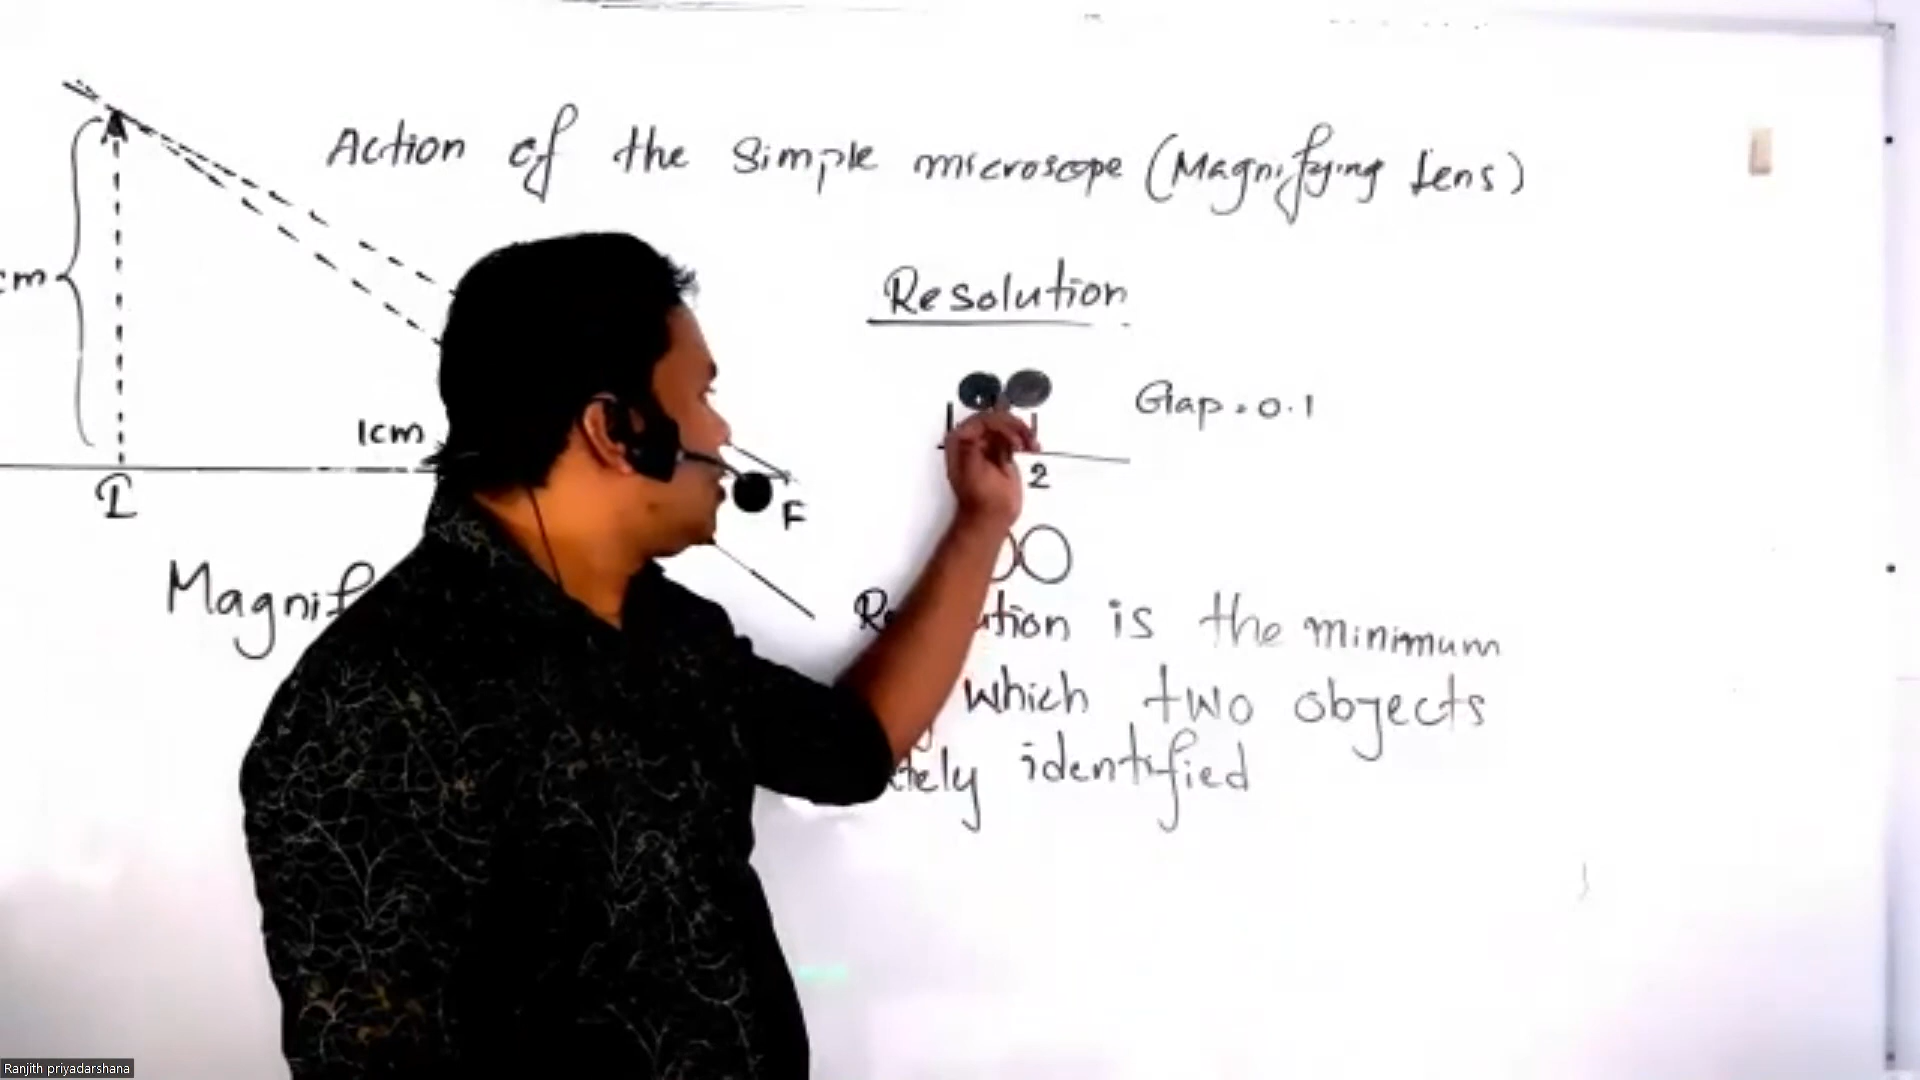 Action of the simple microscope (Magnifying Lens)
Resolution
cm
Gap = 0.1
1cm
2
I
F
Magnif
Resolution is the minimum
which two objects
tely identified
Ranjith priyadarshana